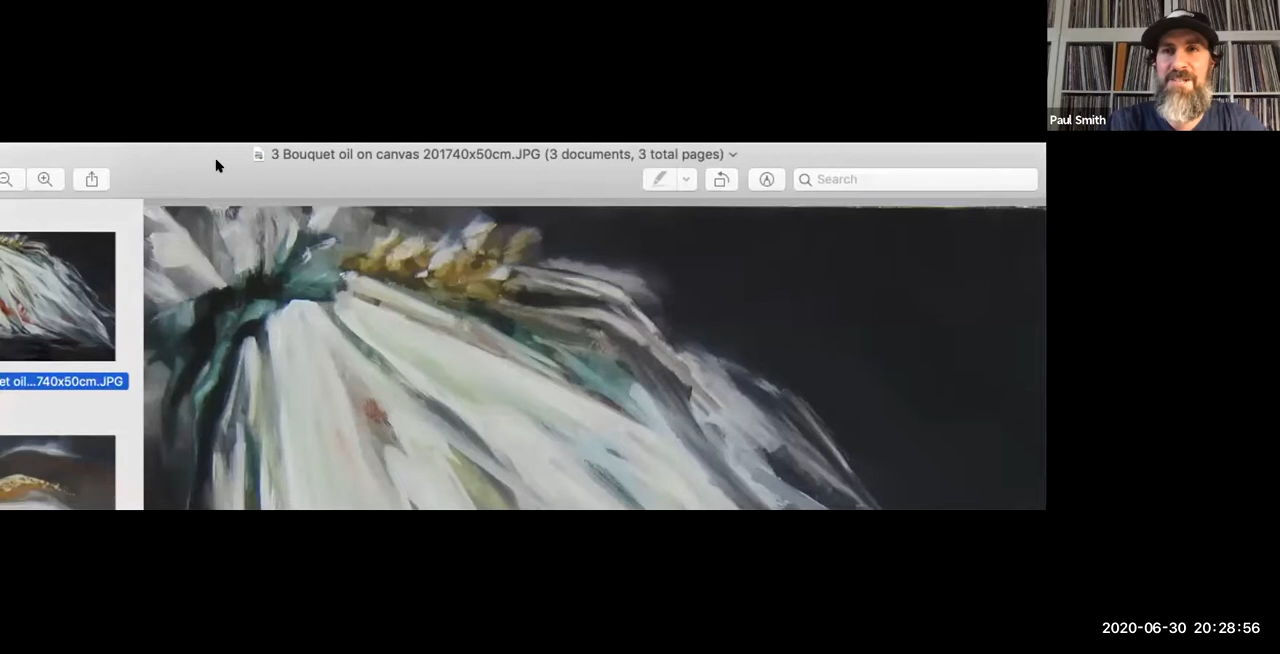 Paul Smith
3 Bouquet oil on canvas 201740x50cm.JPG (3 documents, 3 total pages)
Search
et oil...740x50cm.JPG
2020-06-30 20:28:56